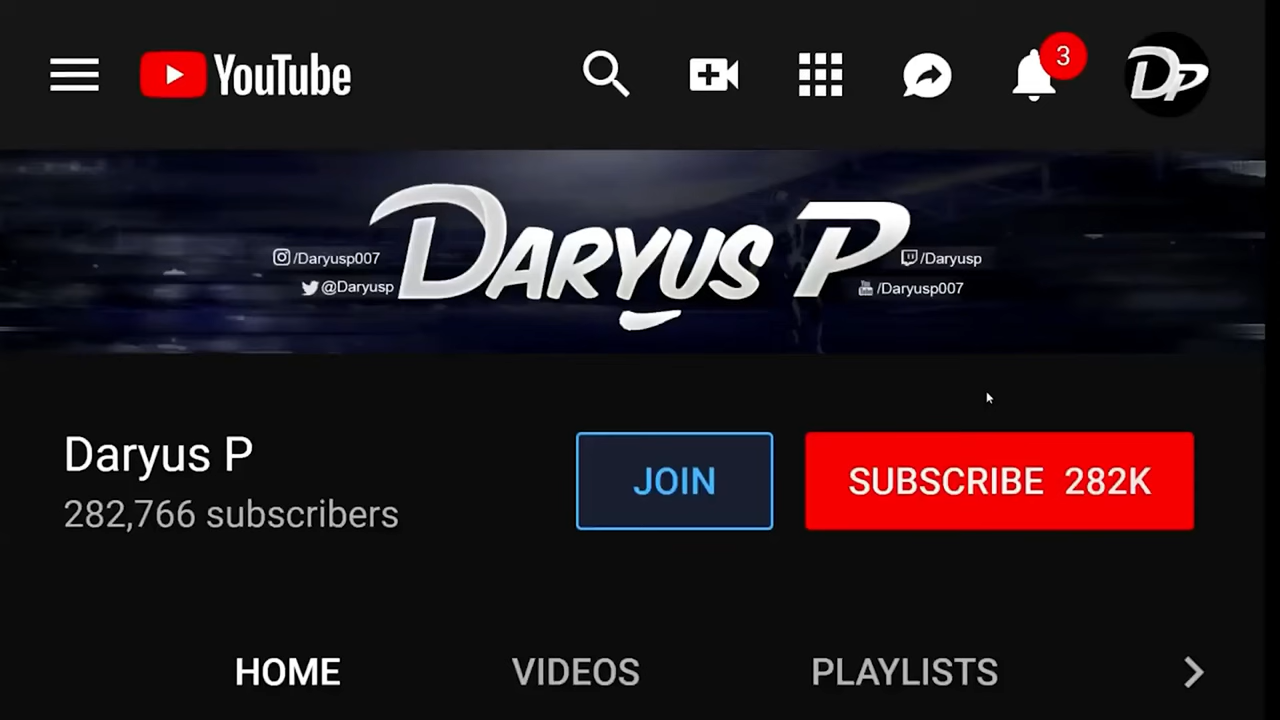 YouTube
3
DP
DARYUS P
/Daryusp007
/Daryusp
@Daryusp
/Daryusp007
Daryus P
282,766 subscribers
JOIN
SUBSCRIBE 282K
HOME
VIDEOS
PLAYLISTS